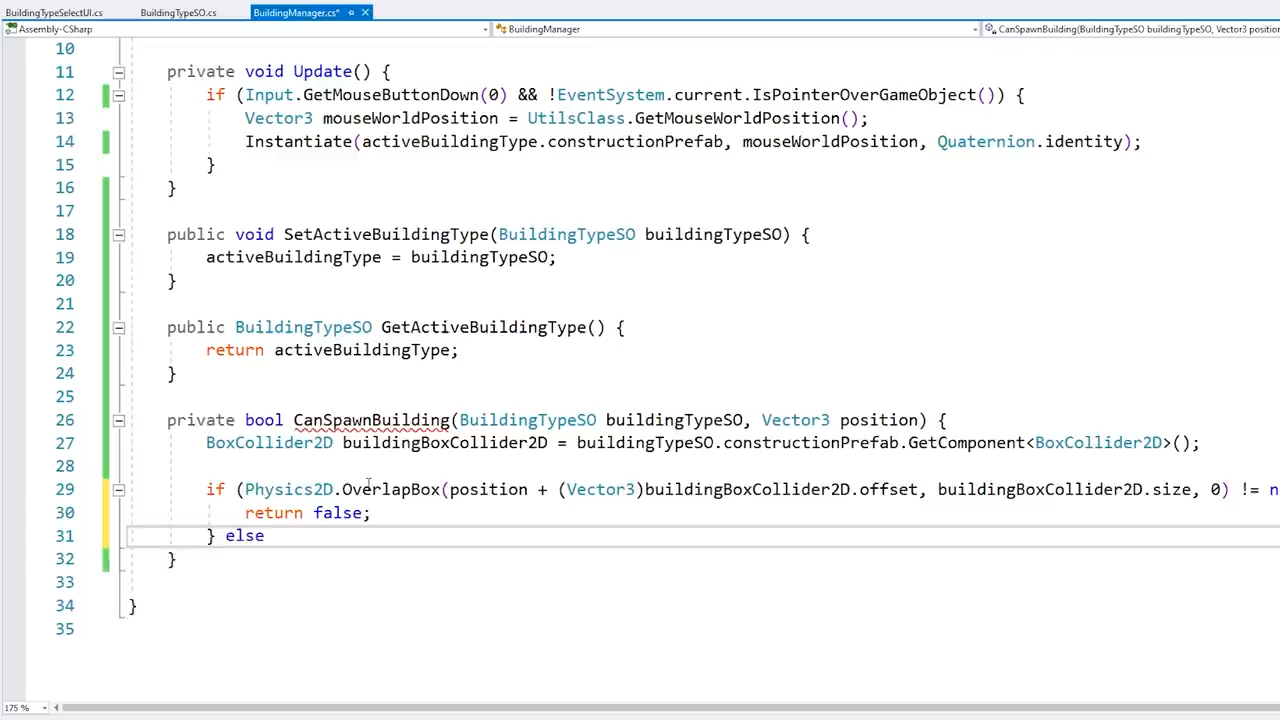 BuildingTypeSelectUI.cs BuildingTypeSO.cs BuildingManager.cs*
Assembly-CSharp BuildingManager CanSpawnBuilding(BuildingTypeSO buildingTypeSO, Vector3 position
10
11 private void Update() {
12 if (Input.GetMouseButtonDown(0) && !EventSystem.current.IsPointerOverGameObject()) {
13 Vector3 mouseWorldPosition = UtilsClass.GetMouseWorldPosition();
14 Instantiate(activeBuildingType.constructionPrefab, mouseWorldPosition, Quaternion.identity);
15 }
16 }
17
18 public void SetActiveBuildingType(BuildingTypeSO buildingTypeSO) {
19 activeBuildingType = buildingTypeSO;
20 }
21
22 public BuildingTypeSO GetActiveBuildingType() {
23 return activeBuildingType;
24 }
25
26 private bool CanSpawnBuilding(BuildingTypeSO buildingTypeSO, Vector3 position) {
27 BoxCollider2D buildingBoxCollider2D = buildingTypeSO.constructionPrefab.GetComponent<BoxCollider2D>();
28
29 if (Physics2D.OverlapBox(position + (Vector3)buildingBoxCollider2D.offset, buildingBoxCollider2D.size, 0) != n
30 return false;
31 } else
32 }
33
34 }
35
175 %